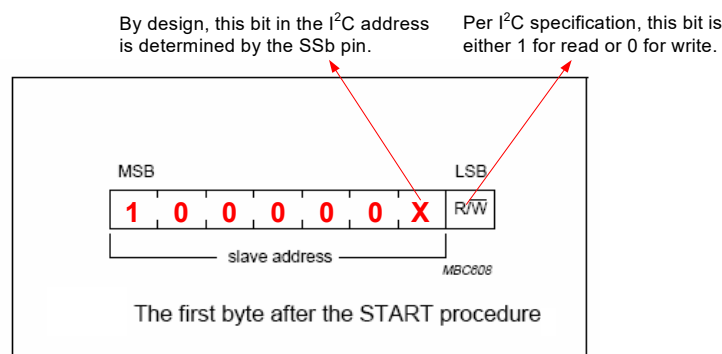 By design, this bit in the I²C address
is determined by the SSb pin.
Per I²C specification, this bit is
either 1 for read or 0 for write.
MSB LSB
1 0 0 0 0 0 X R/W̅
slave address
MBC608
The first byte after the START procedure